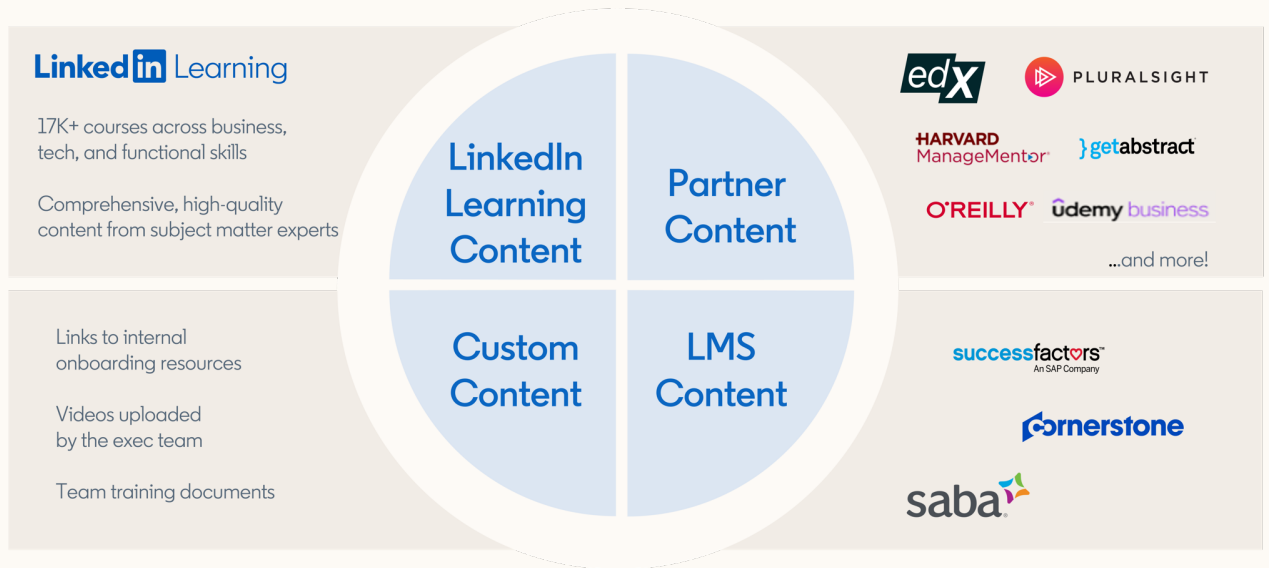 LinkedIn Learning
17K+ courses across business,
tech, and functional skills
Comprehensive, high-quality
content from subject matter experts
LinkedIn
Learning
Content
Partner
Content
edX
PLURALSIGHT
HARVARD
ManageMentor®
}getabstract
O'REILLY®
ûdemy business
...and more!
Links to internal
onboarding resources
Videos uploaded
by the exec team
Team training documents
Custom
Content
LMS
Content
successfactors™
An SAP Company
cornerstone
saba®